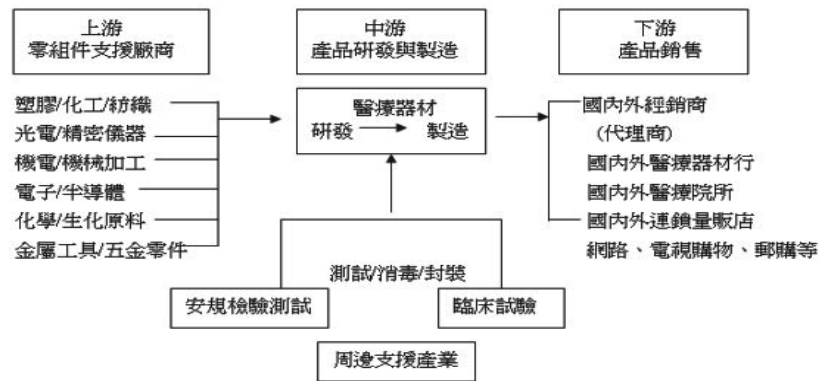 上游
零組件支援廠商
中游
產品研發與製造
下游
產品銷售
塑膠/化工/紡織
光電/精密儀器
機電/機械加工
電子/半導體
化學/生化原料
金屬工具/五金零件
醫療器材
研發 製造
國內外經銷商
(代理商)
國內外醫療器材行
國內外醫療院所
國內外連鎖量販店
網路、電視購物、郵購等
測試/消毒/封裝
安規檢驗測試
臨床試驗
周邊支援產業